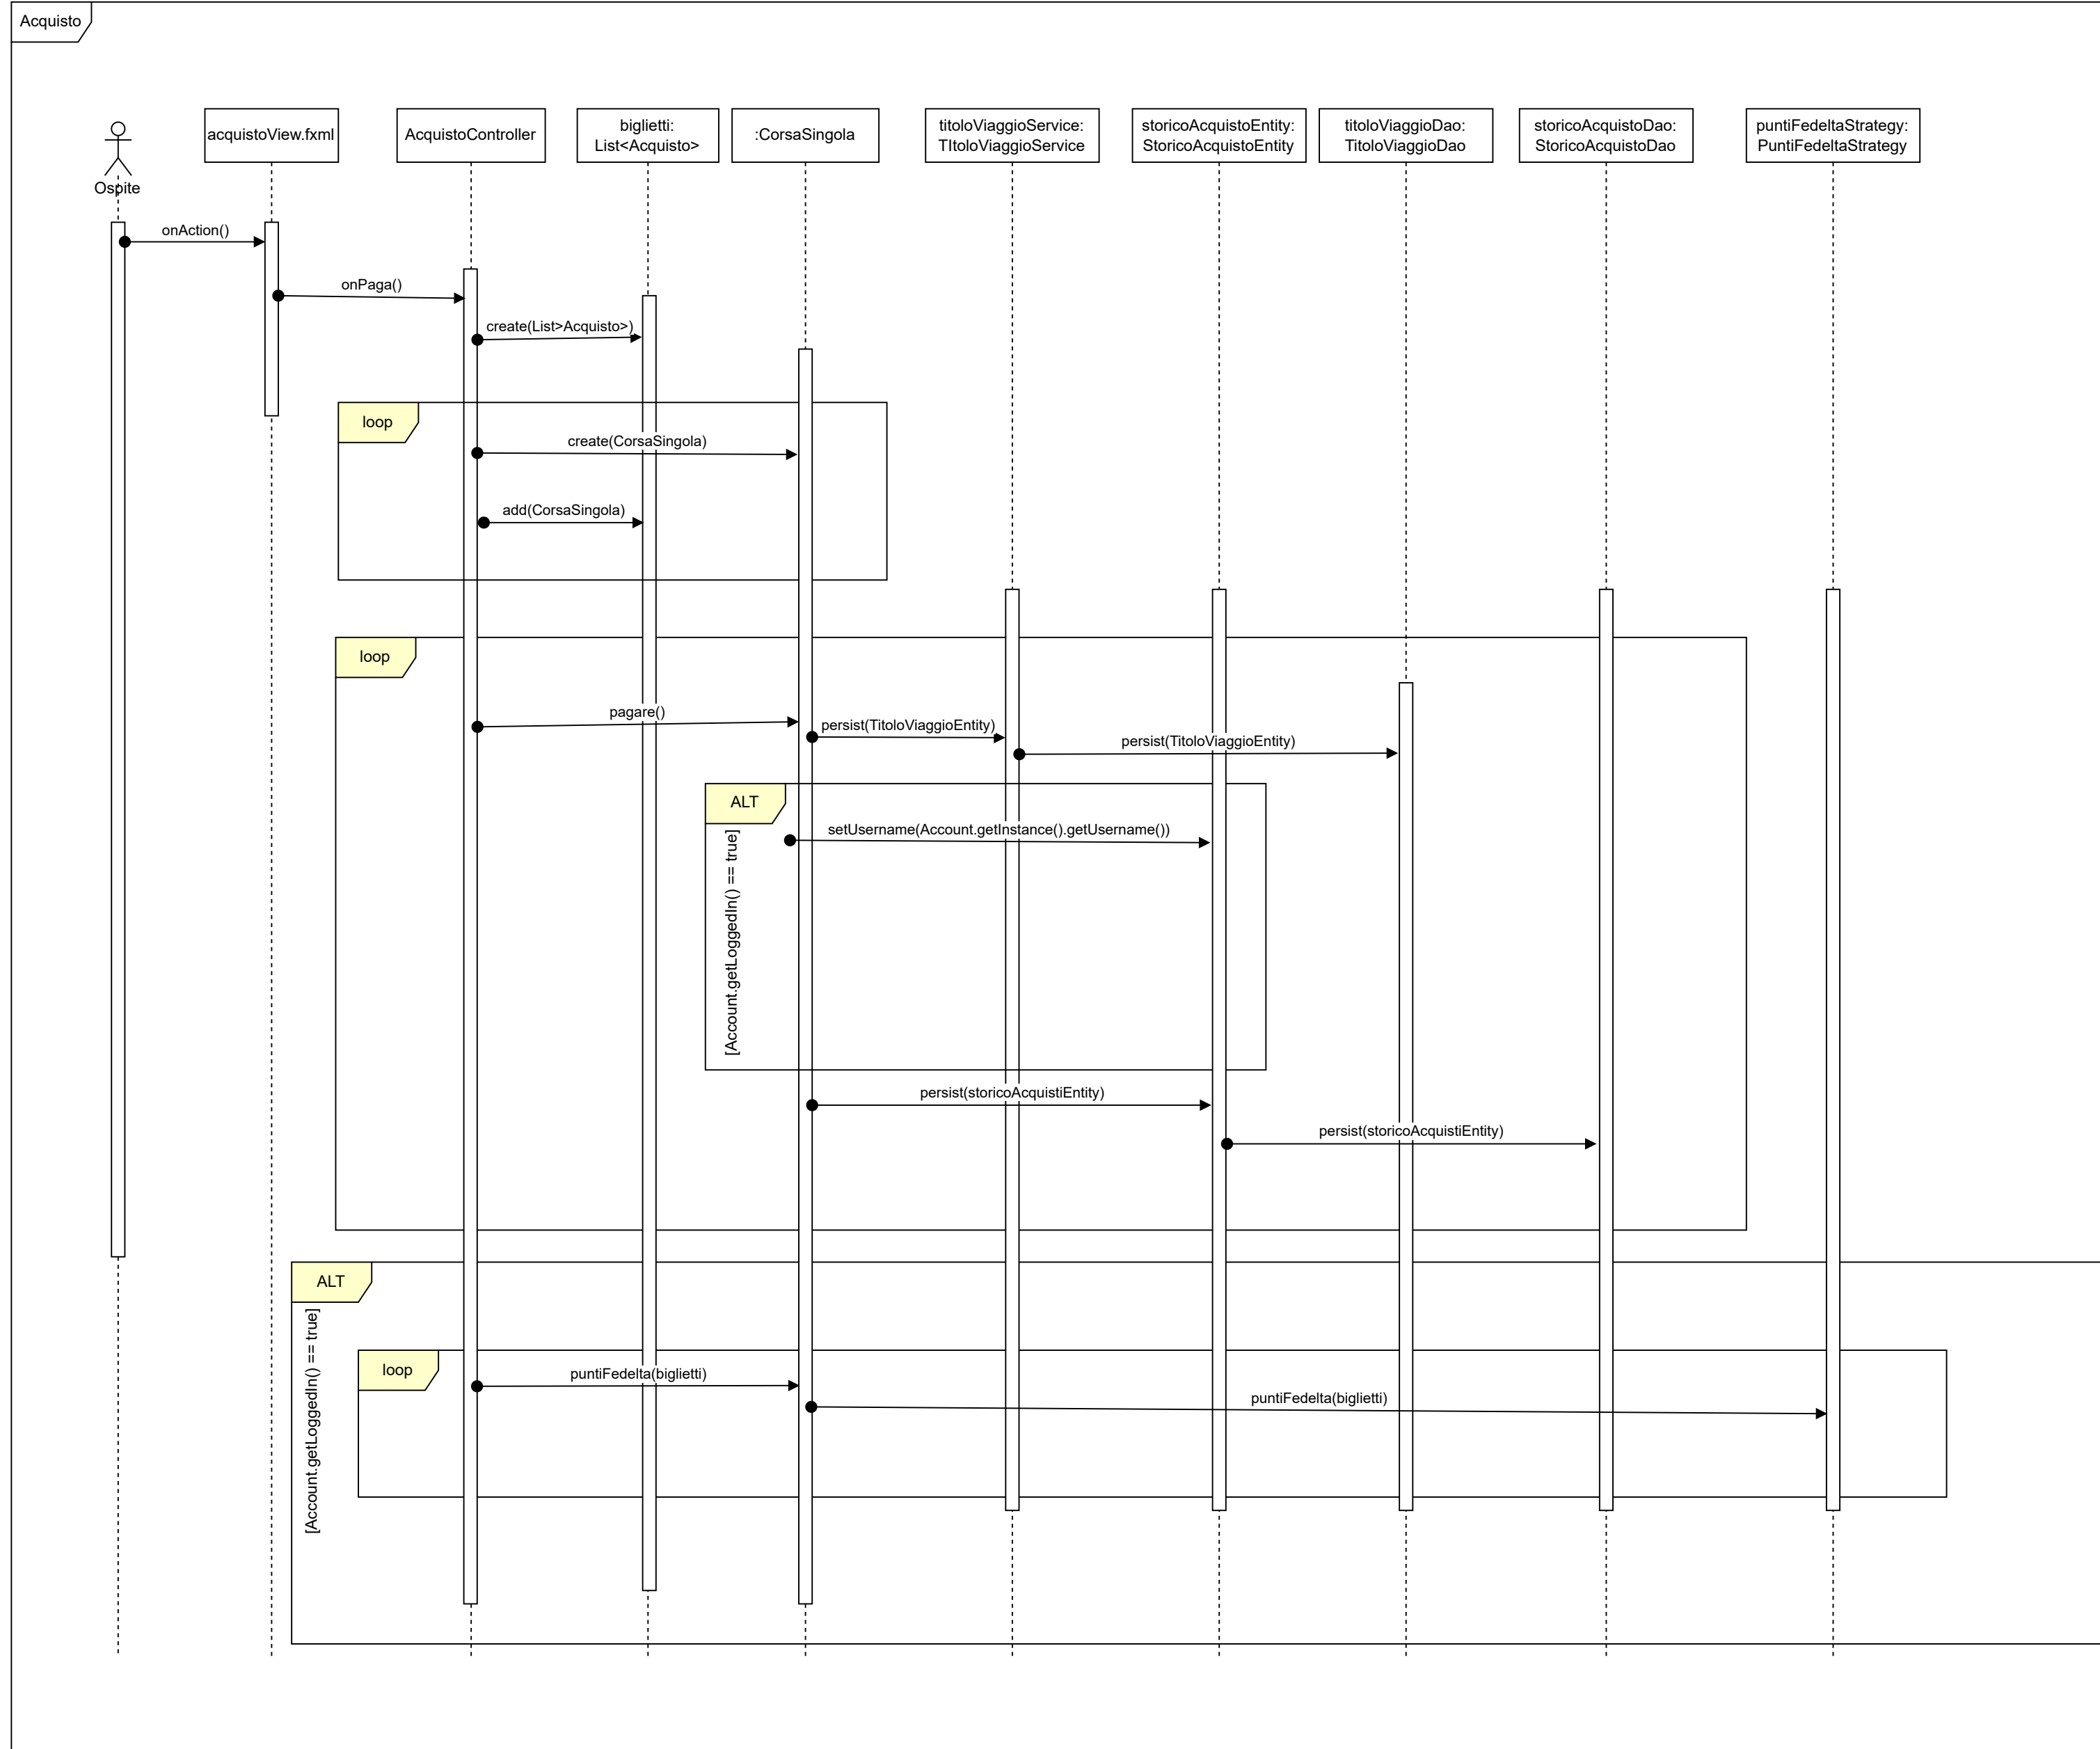 Acquisto
Ospite
acquistoView.fxml
AcquistoController
biglietti:
List<Acquisto>
:CorsaSingola
titoloViaggioService:
TItoloViaggioService
storicoAcquistoEntity:
StoricoAcquistoEntity
titoloViaggioDao:
TitoloViaggioDao
storicoAcquistoDao:
StoricoAcquistoDao
puntiFedeltaStrategy:
PuntiFedeltaStrategy
onAction()
onPaga()
create(List>Acquisto>)
loop
create(CorsaSingola)
add(CorsaSingola)
loop
pagare()
persist(TitoloViaggioEntity)
persist(TitoloViaggioEntity)
ALT
[Account.getLoggedIn() == true]
setUsername(Account.getInstance().getUsername())
persist(storicoAcquistiEntity)
persist(storicoAcquistiEntity)
ALT
[Account.getLoggedIn() == true]
loop
puntiFedelta(biglietti)
puntiFedelta(biglietti)